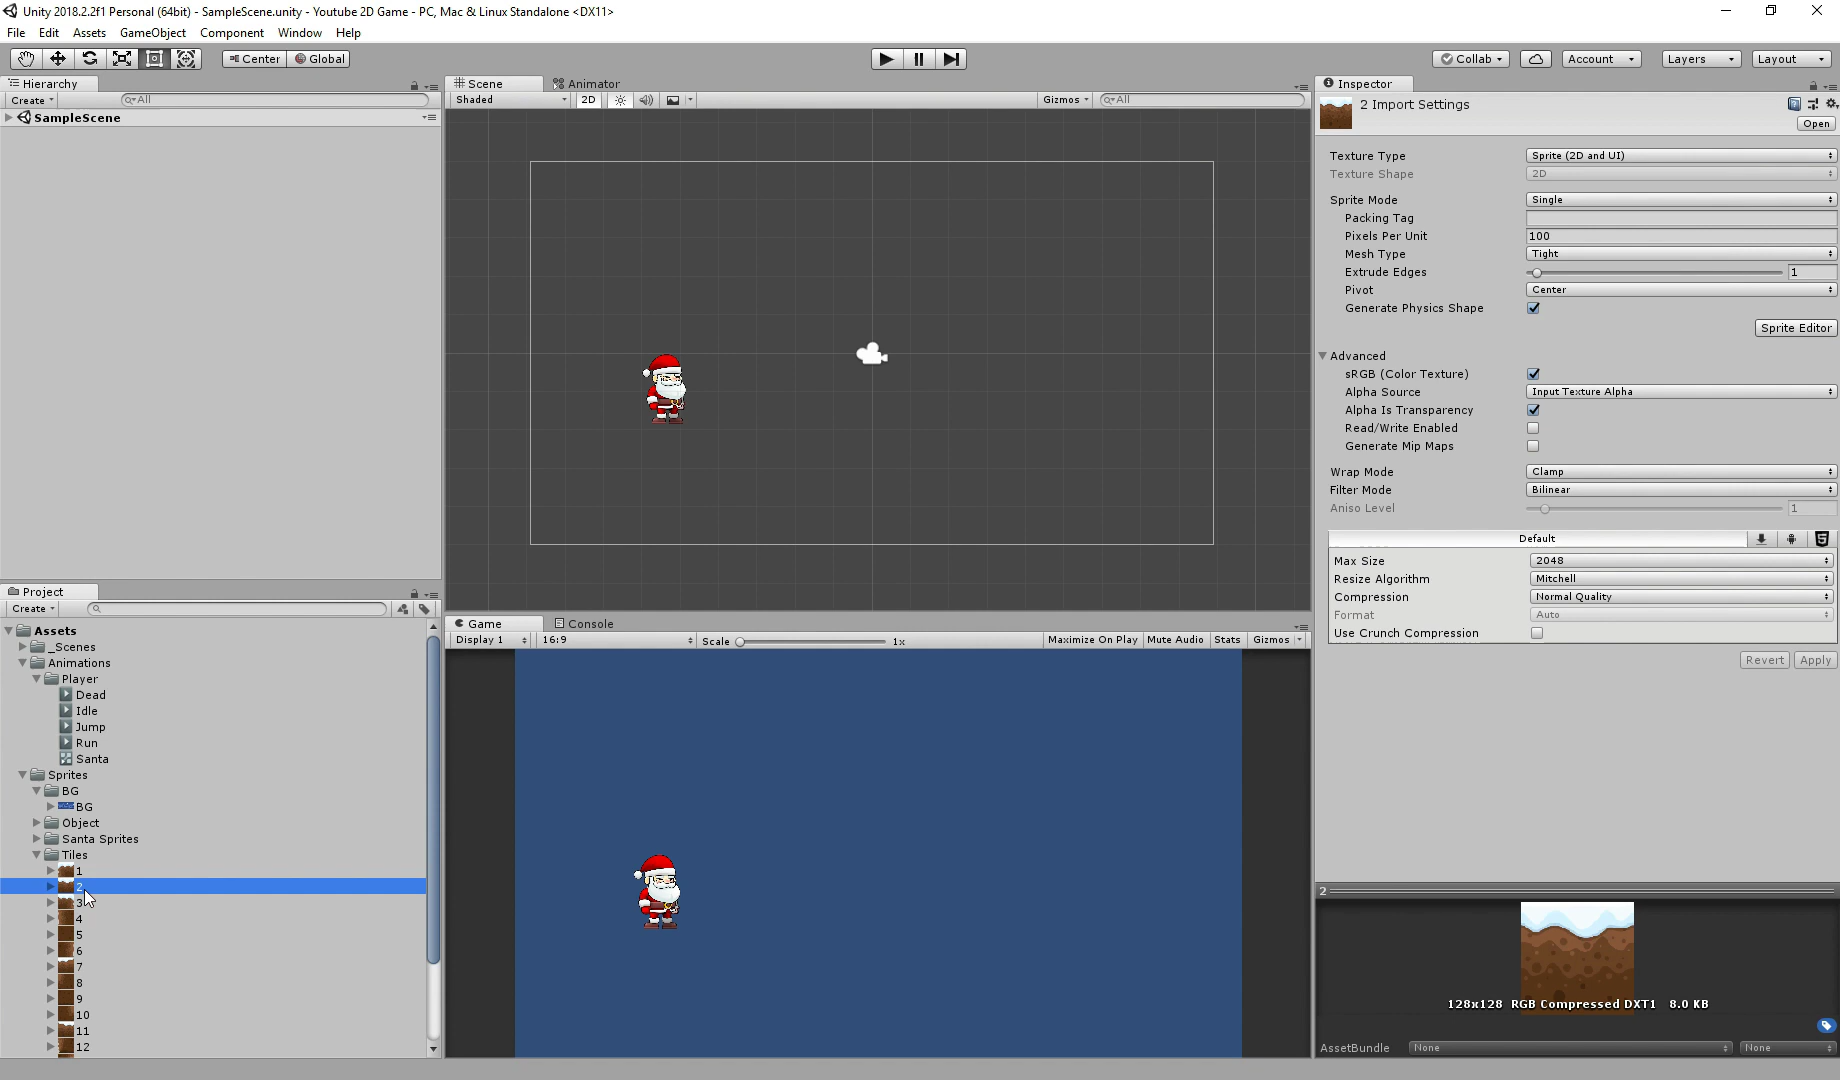 Unity 2018.2.2f1 Personal (64bit) - SampleScene.unity - Youtube 2D Game - PC, Mac & Linux Standalone <DX11>
File Edit Assets GameObject Component Window Help
Center Global Collab Account Layers Layout
Hierarchy
Create All
SampleScene
Scene Animator
Shaded 2D Gizmos All
Inspector
2 Import Settings
Open
Texture Type Sprite (2D and UI)
Texture Shape 2D
Sprite Mode Single
Packing Tag
Pixels Per Unit 100
Mesh Type Tight
Extrude Edges 1
Pivot Center
Generate Physics Shape
Sprite Editor
Advanced
sRGB (Color Texture)
Alpha Source Input Texture Alpha
Alpha Is Transparency
Read/Write Enabled
Generate Mip Maps
Wrap Mode Clamp
Filter Mode Bilinear
Aniso Level 1
Default
Max Size 2048
Resize Algorithm Mitchell
Compression Normal Quality
Format Auto
Use Crunch Compression
Revert Apply
Project
Create
Assets
_Scenes
Animations
Player
Dead
Idle
Jump
Run
Santa
Sprites
BG
BG
Object
Santa Sprites
Tiles
1
2
3
4
5
6
7
8
9
10
11
12
Game Console
Display 1 16:9 Scale 1x Maximize On Play Mute Audio Stats Gizmos
2
128x128 RGB Compressed DXT1 8.0 KB
AssetBundle None None